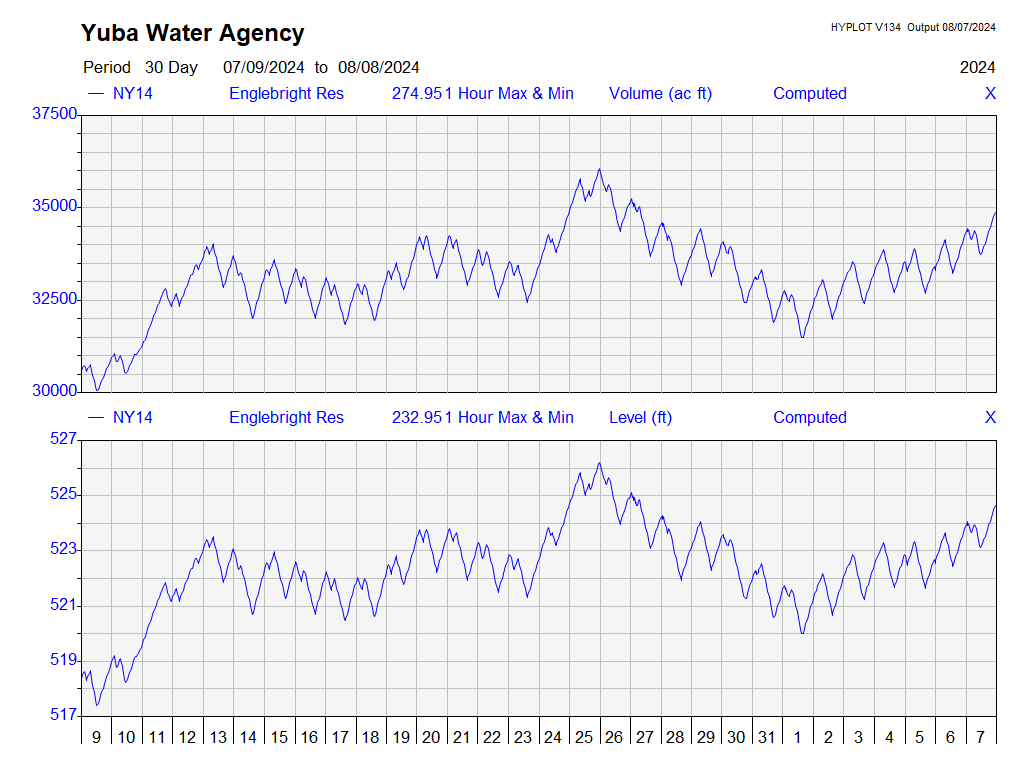 Yuba Water Agency
HYPLOT V134 Output 08/07/2024
Period 30 Day 07/09/2024 to 08/08/2024 2024
— NY14 Englebright Res 274.951 Hour Max & Min Volume (ac ft) Computed X
37500
35000
32500
30000
— NY14 Englebright Res 232.951 Hour Max & Min Level (ft) Computed X
527
525
523
521
519
517
9 10 11 12 13 14 15 16 17 18 19 20 21 22 23 24 25 26 27 28 29 30 31 1 2 3 4 5 6 7